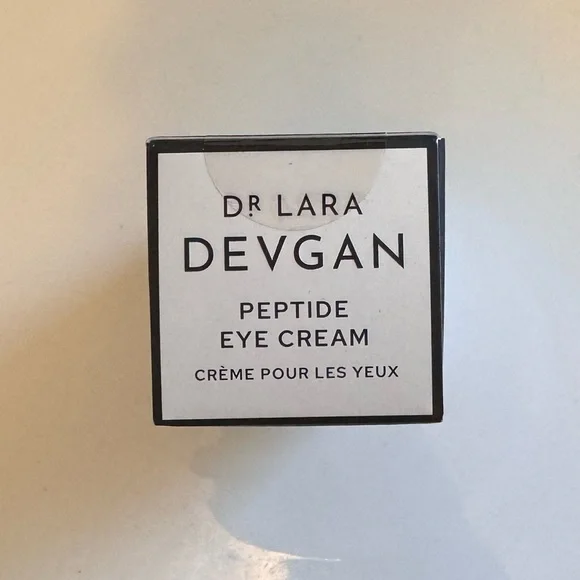 DR LARA
DEVGAN
PEPTIDE
EYE CREAM
CRÈME POUR LES YEUX